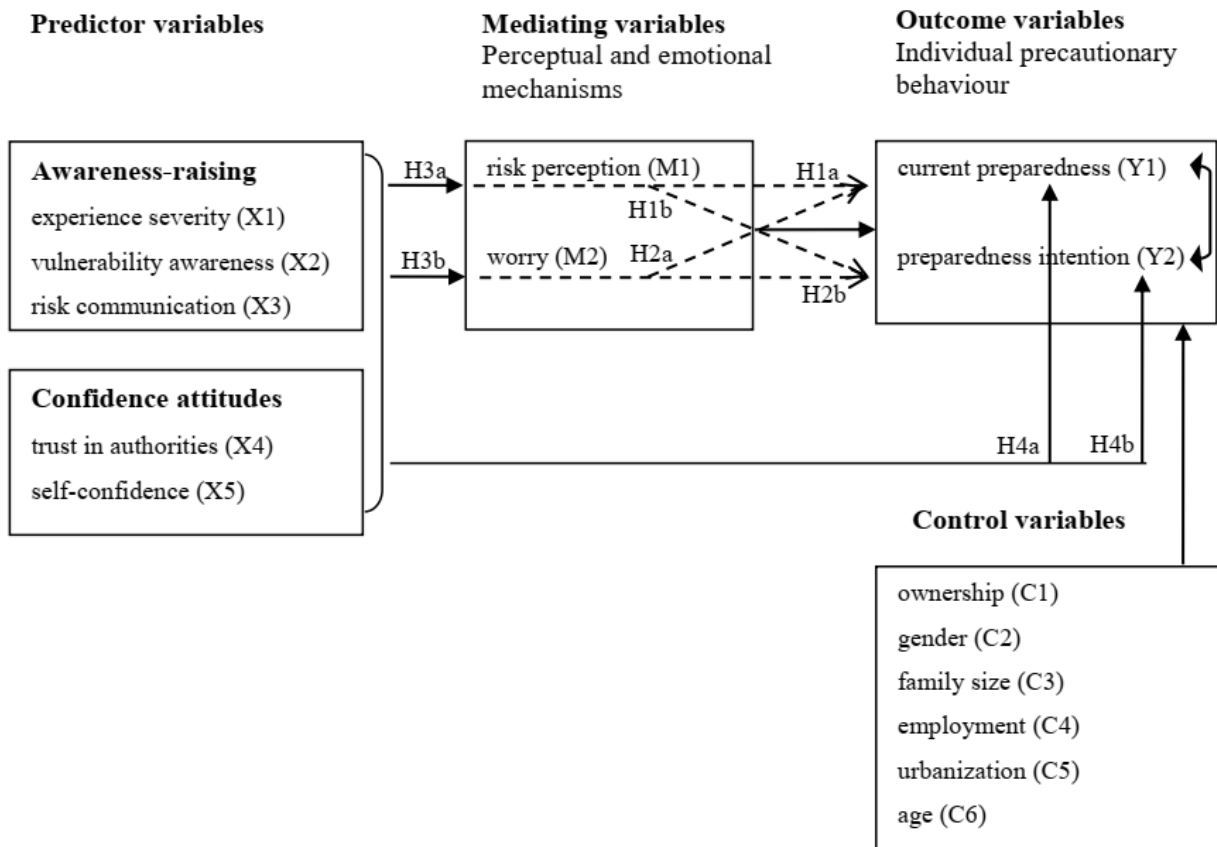 Predictor variables
Mediating variables
Perceptual and emotional
mechanisms
Outcome variables
Individual precautionary
behaviour
Awareness-raising
experience severity (X1)
vulnerability awareness (X2)
risk communication (X3)
Confidence attitudes
trust in authorities (X4)
self-confidence (X5)
H3a
H3b
risk perception (M1)
worry (M2)
H1a
H1b
H2a
H2b
current preparedness (Y1)
preparedness intention (Y2)
H4a
H4b
Control variables
ownership (C1)
gender (C2)
family size (C3)
employment (C4)
urbanization (C5)
age (C6)